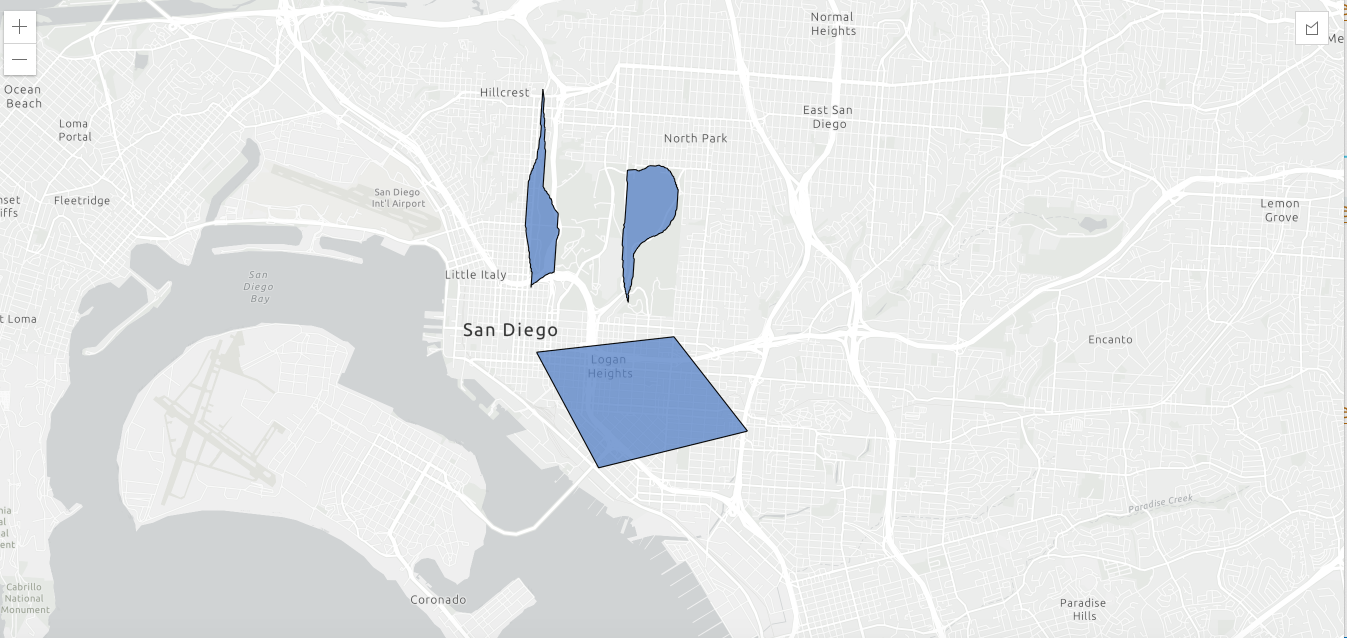 Normal
Heights
Me
Ocean
Beach
Hillcrest
Loma
Portal
East San
Diego
North Park
San Diego
Int'l Airport
nset
iffs
Fleetridge
Lemon
Grove
Little Italy
San
Diego
Bay
t Loma
San Diego
Encanto
Logan
Heights
Paradise Creek
nia
al
al
ent
Cabrillo
National
Monument
Coronado
Paradise
Hills